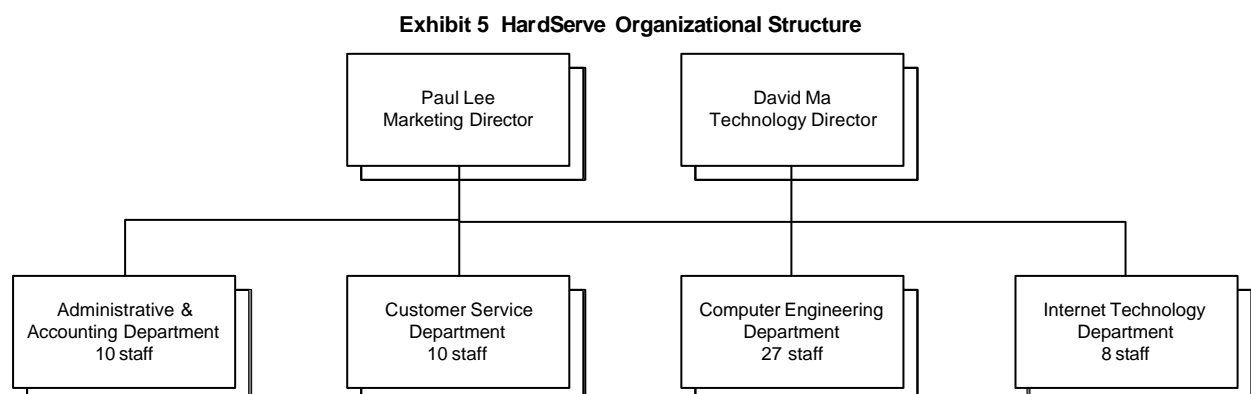 Exhibit 5 HardServe Organizational Structure
Paul Lee
Marketing Director
David Ma
Technology Director
Administrative &
Accounting Department
10 staff
Customer Service
Department
10 staff
Computer Engineering
Department
27 staff
Internet Technology
Department
8 staff